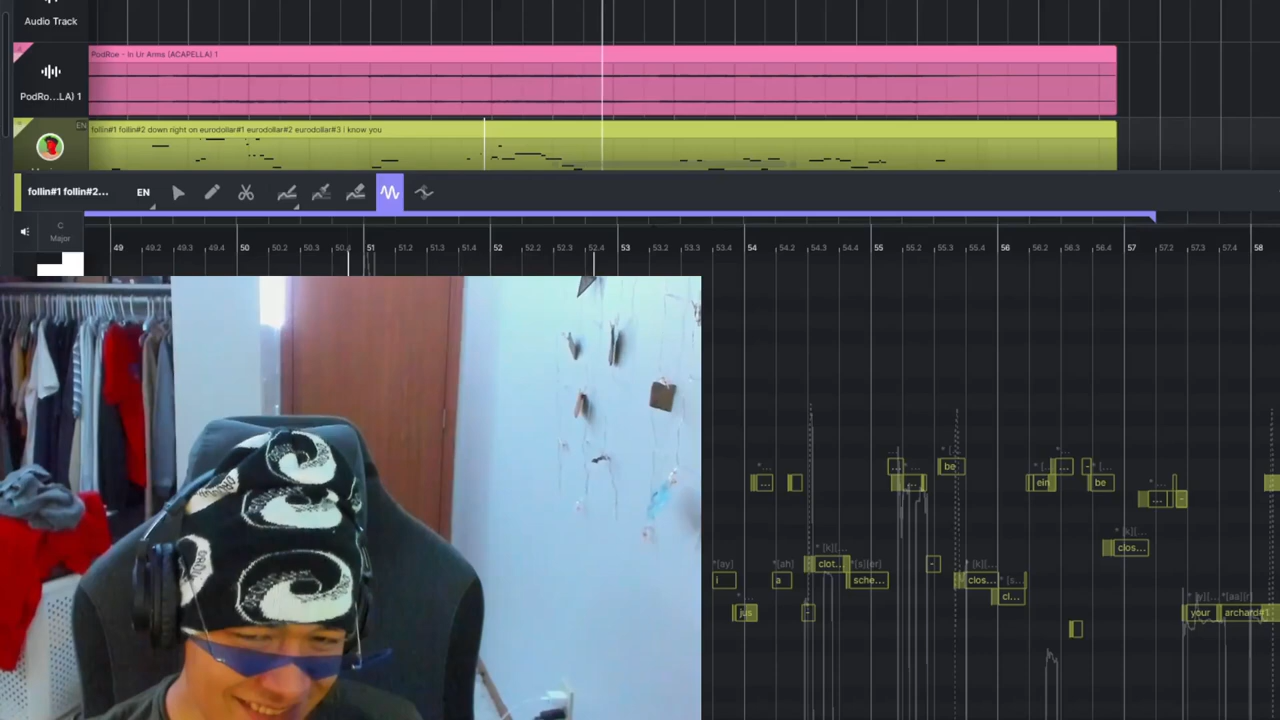 Audio Track
PodRoe - In Ur Arms (ACAPELLA) 1
PodRo...LA) 1
EN
follin#1 follin#2 down right on eurodollar#1 eurodollar#2 eurodollar#3 i know you
follin#1 follin#2...
EN
C
Major
49 49.2 49.3 49.4 50 50.2 50.3 50.4 51 51.2 51.3 51.4 52 52.2 52.3 52.4 53 53.2 53.3 53.4 54 54.2 54.3 54.4 55 55.2 55.3 55.4 56 56.2 56.3 56.4 57 57.2 57.3 57.4 58
be
ein
be
* [k][...
clos...
*[ay]
*[ah]
* [k][...
*[s][er]
* [k][...
* [s...
i
a
clot...
sche...
clos...
cl...
* [y][...
*[aa][r]
jus
your
archard#1